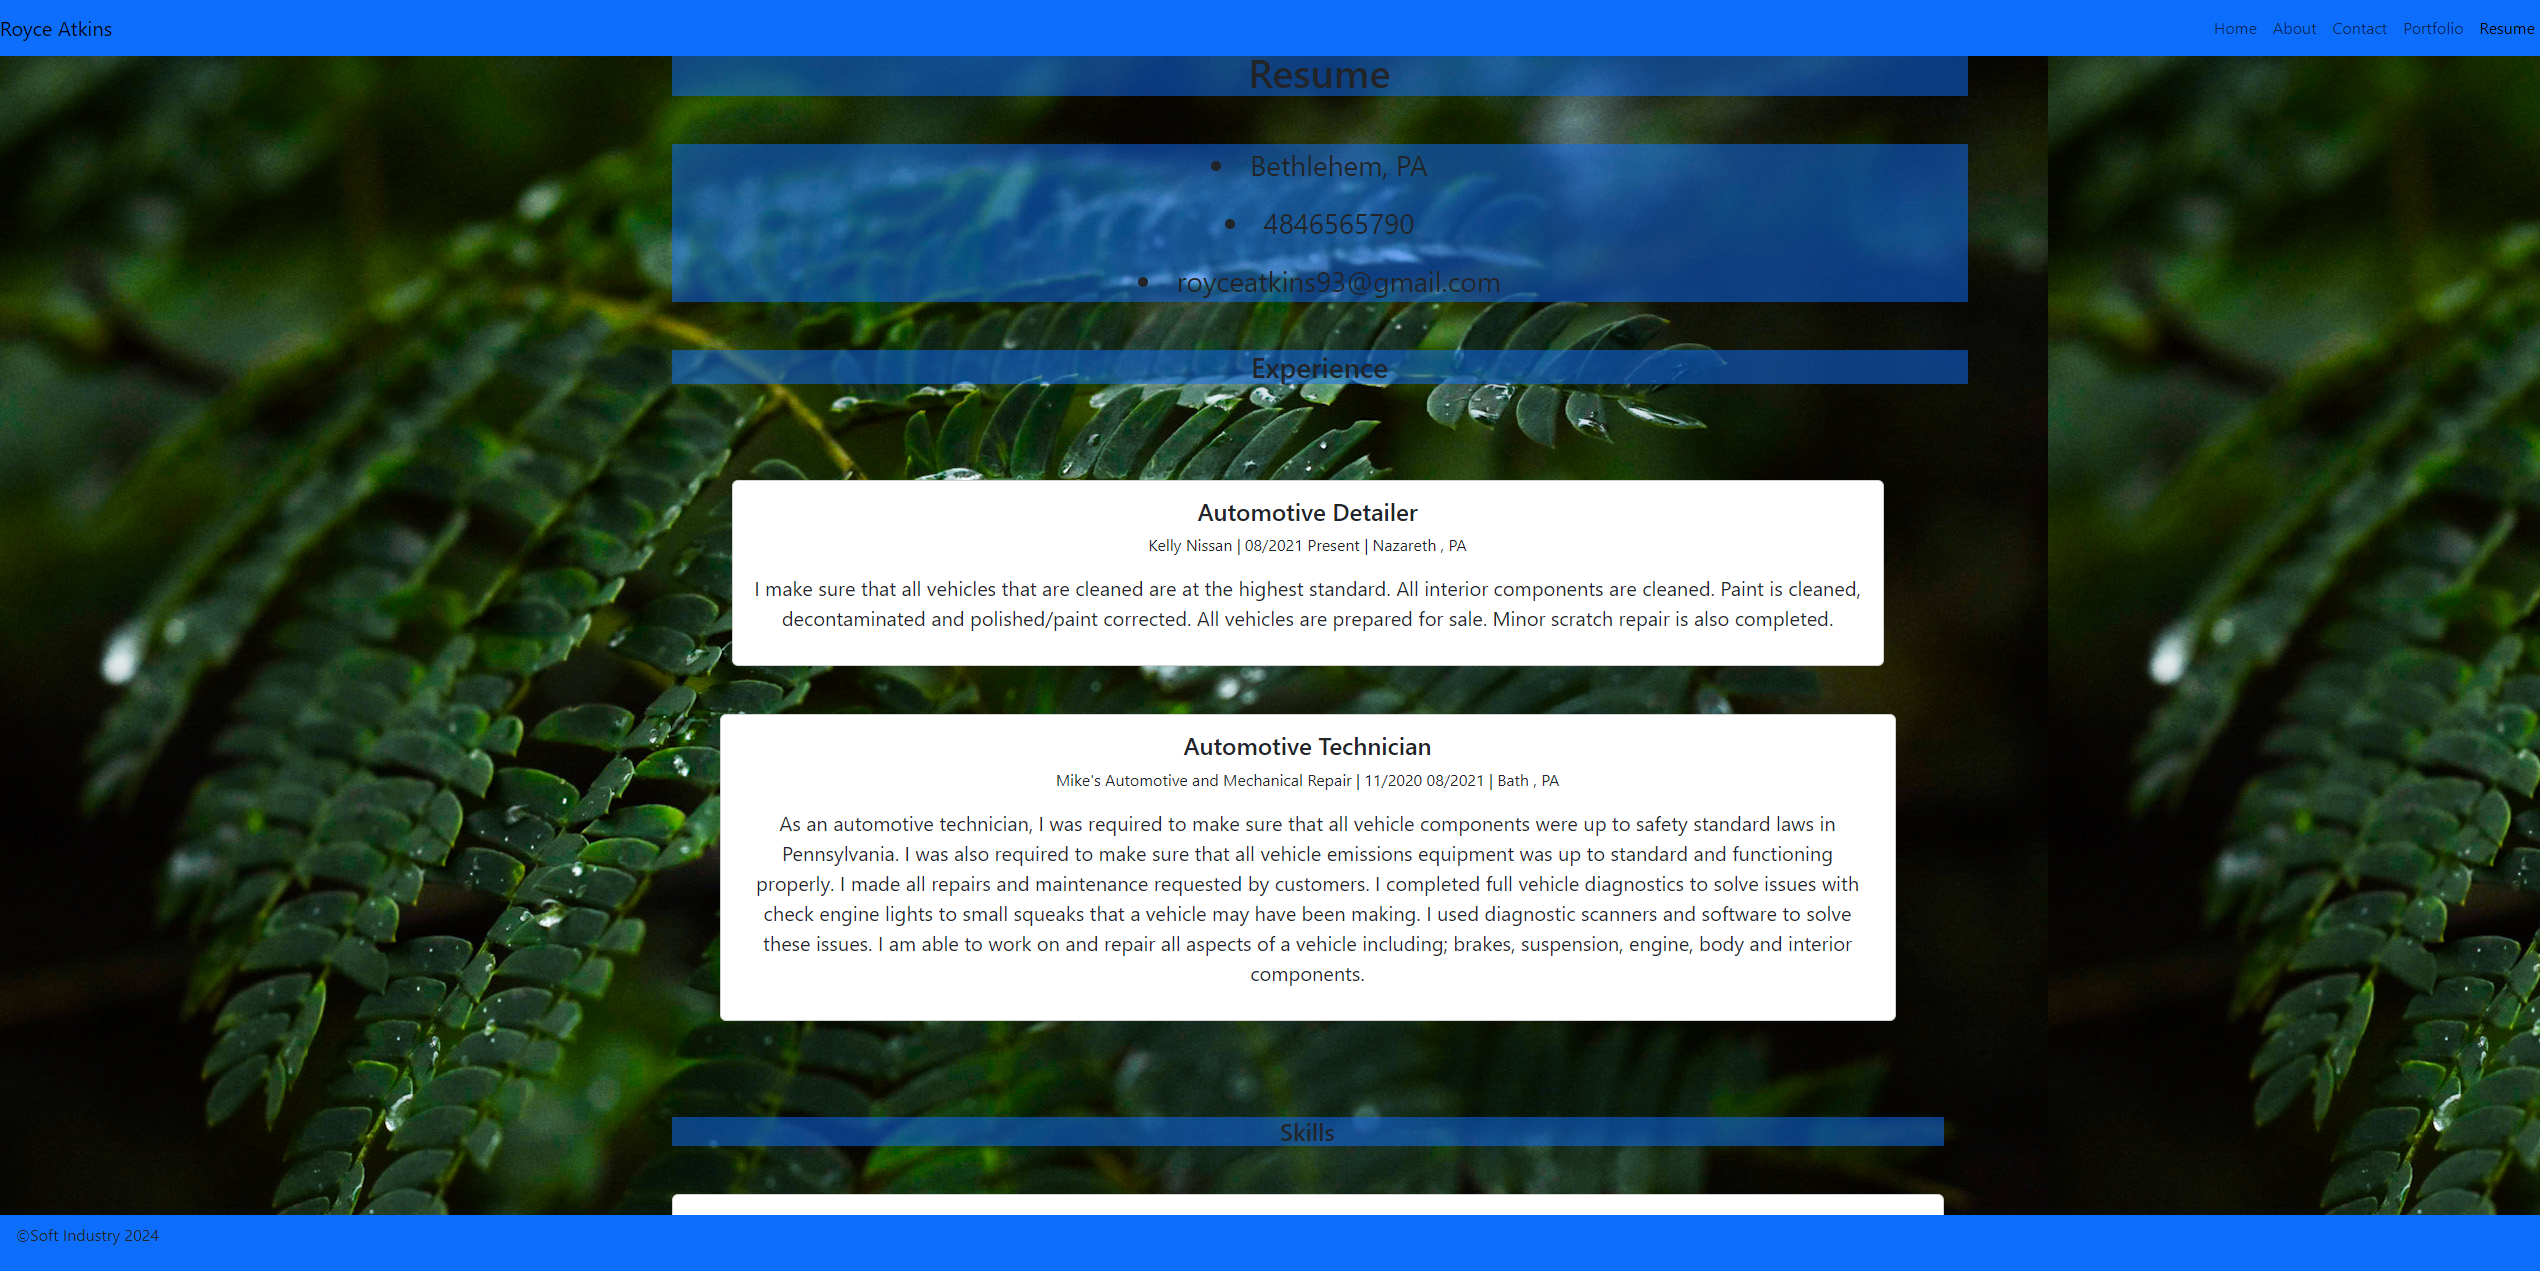 Royce Atkins
Home About Contact Portfolio Resume
Resume
• Bethlehem, PA
• 4846565790
• royceatkins93@gmail.com
Experience
Automotive Detailer
Kelly Nissan | 08/2021 Present | Nazareth , PA
I make sure that all vehicles that are cleaned are at the highest standard. All interior components are cleaned. Paint is cleaned,
decontaminated and polished/paint corrected. All vehicles are prepared for sale. Minor scratch repair is also completed.
Automotive Technician
Mike's Automotive and Mechanical Repair | 11/2020 08/2021 | Bath , PA
As an automotive technician, I was required to make sure that all vehicle components were up to safety standard laws in
Pennsylvania. I was also required to make sure that all vehicle emissions equipment was up to standard and functioning
properly. I made all repairs and maintenance requested by customers. I completed full vehicle diagnostics to solve issues with
check engine lights to small squeaks that a vehicle may have been making. I used diagnostic scanners and software to solve
these issues. I am able to work on and repair all aspects of a vehicle including; brakes, suspension, engine, body and interior
components.
Skills
©Soft Industry 2024